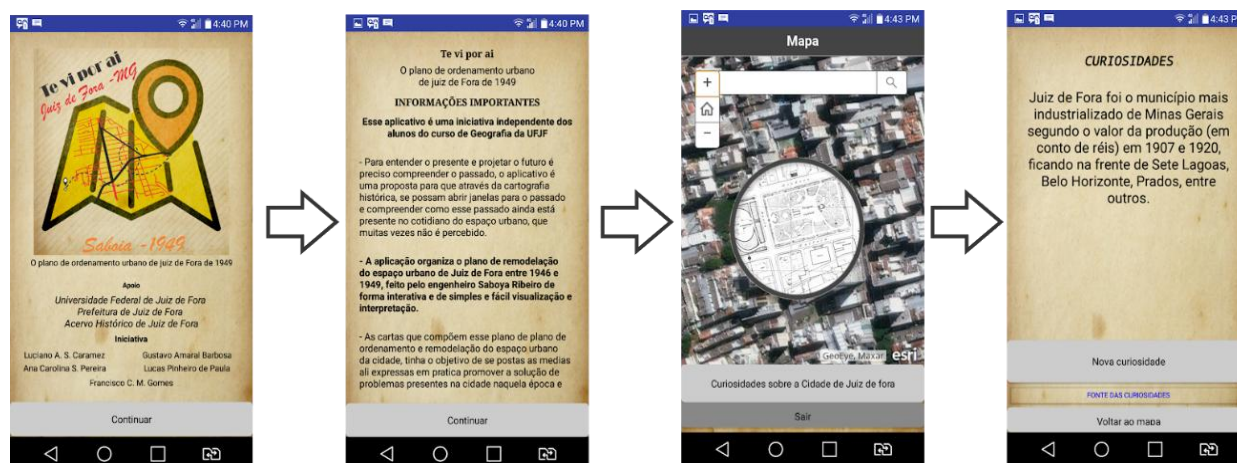 4:40 PM
Te vi por ai
Juiz de Fora -MG
Saboia -1949
O plano de ordenamento urbano de juiz de Fora de 1949
Apoio
Universidade Federal de Juiz de Fora
Prefeitura de Juiz de Fora
Acervo Histórico de Juiz de Fora
Iniciativa
Luciano A. S. Caramez Gustavo Amaral Barbosa
Ana Carolina S. Pereira Lucas Pinheiro de Paula
Francisco C. M. Gomes
Continuar
4:40 PM
Te vi por ai
O plano de ordenamento urbano
de juiz de Fora de 1949
INFORMAÇÕES IMPORTANTES
Esse aplicativo é uma iniciativa independente dos
alunos do curso de Geografia da UFJF
- Para entender o presente e projetar o futuro é
preciso compreender o passado, o aplicativo é
uma proposta para que através da cartografia
histórica, se possam abrir janelas para o passado
e compreender como esse passado ainda está
presente no cotidiano do espaço urbano, que
muitas vezes não é percebido.
- A aplicação organiza o plano de remodelação
do espaço urbano de Juiz de Fora entre 1946 e
1949, feito pelo engenheiro Saboya Ribeiro de
forma interativa e de simples e fácil visualização e
interpretação.
- As cartas que compõem esse plano de plano de
ordenamento e remodelação do espaço urbano
da cidade, tinha o objetivo de se postas as medias
ali expressas em pratica promover a solução de
problemas presentes na cidade naquela época e
Continuar
4:43 PM
Mapa
+
−
GeoEye, Maxar esri
Curiosidades sobre a Cidade de Juiz de fora
Sair
4:43 P
CURIOSIDADES
Juiz de Fora foi o município mais
industrializado de Minas Gerais
segundo o valor da produção (em
conto de réis) em 1907 e 1920,
ficando na frente de Sete Lagoas,
Belo Horizonte, Prados, entre
outros.
Nova curiosidade
FONTE DAS CURIOSIDADES
Voltar ao mapa